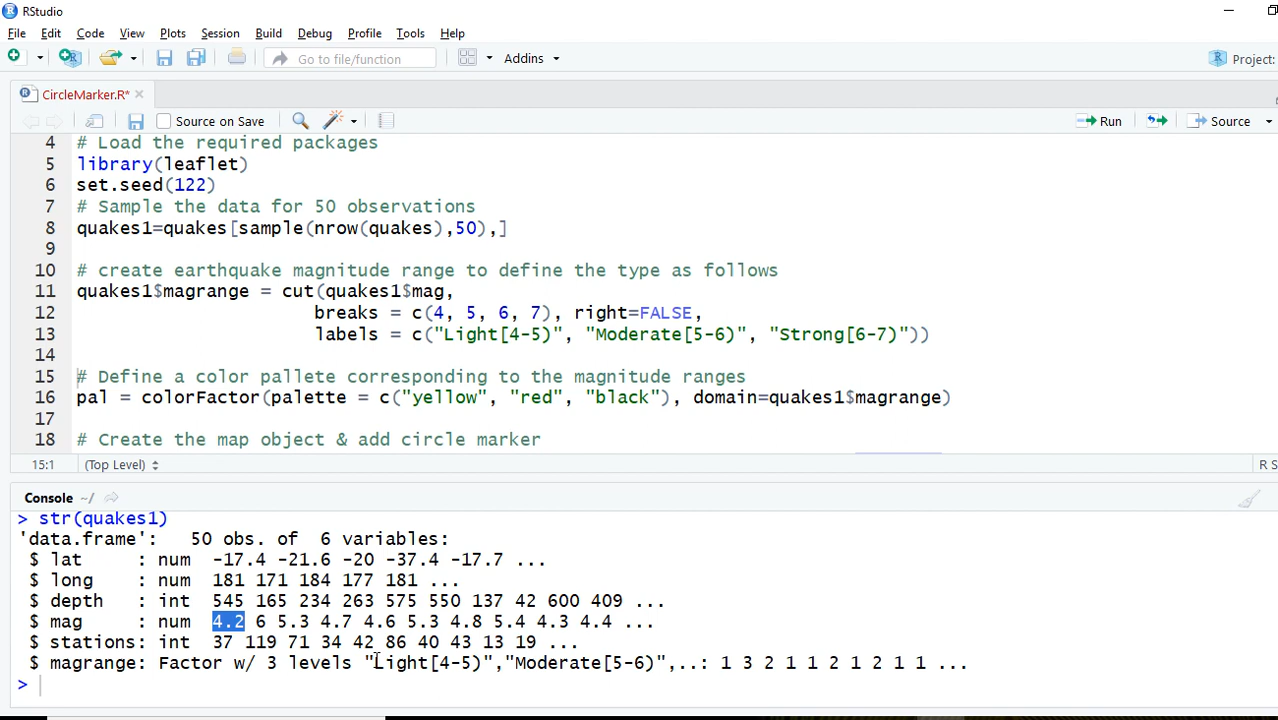 RStudio
File Edit Code View Plots Session Build Debug Profile Tools Help
Go to file/function Addins Project:
CircleMarker.R*
Source on Save Run Source
4 # Load the required packages
5 library(leaflet)
6 set.seed(122)
7 # Sample the data for 50 observations
8 quakes1=quakes[sample(nrow(quakes),50),]
9
10 # create earthquake magnitude range to define the type as follows
11 quakes1$magrange = cut(quakes1$mag,
12 breaks = c(4, 5, 6, 7), right=FALSE,
13 labels = c("Light[4-5)", "Moderate[5-6)", "Strong[6-7)"))
14
15 # Define a color pallete corresponding to the magnitude ranges
16 pal = colorFactor(palette = c("yellow", "red", "black"), domain=quakes1$magrange)
17
18 # Create the map object & add circle marker
15:1 (Top Level) R S
Console ~/
> str(quakes1)
'data.frame': 50 obs. of 6 variables:
$ lat : num -17.4 -21.6 -20 -37.4 -17.7 ...
$ long : num 181 171 184 177 181 ...
$ depth : int 545 165 234 263 575 550 137 42 600 409 ...
$ mag : num 4.2 6 5.3 4.7 4.6 5.3 4.8 5.4 4.3 4.4 ...
$ stations: int 37 119 71 34 42 86 40 43 13 19 ...
$ magrange: Factor w/ 3 levels "Light[4-5)","Moderate[5-6)",..: 1 3 2 1 1 2 1 2 1 1 ...
>